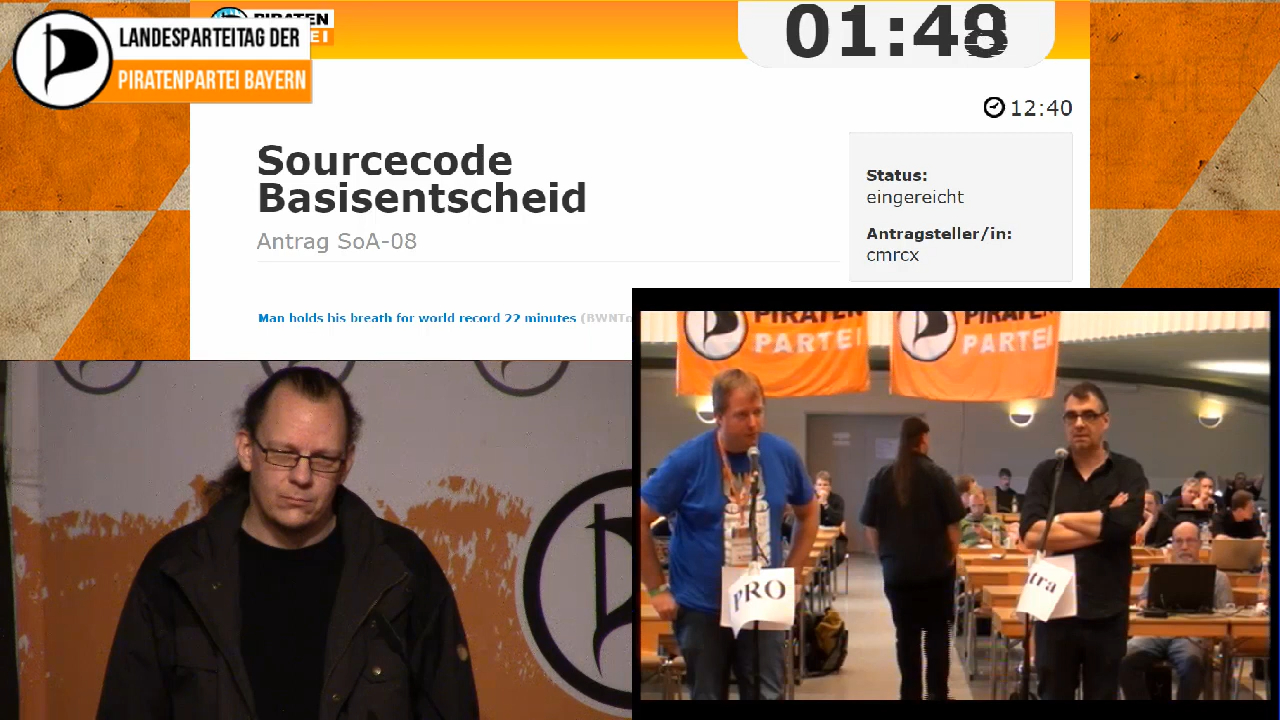 LANDESPARTEITAG DER
PIRATENPARTEI BAYERN
01:48
12:40
Sourcecode
Basisentscheid
Antrag SoA-08
Status:
eingereicht
Antragsteller/in:
cmrcx
Man holds his breath for world record 22 minutes (BWNTo
PIRATEN
PARTEI
PIRATEN
PARTEI
PRO
tra